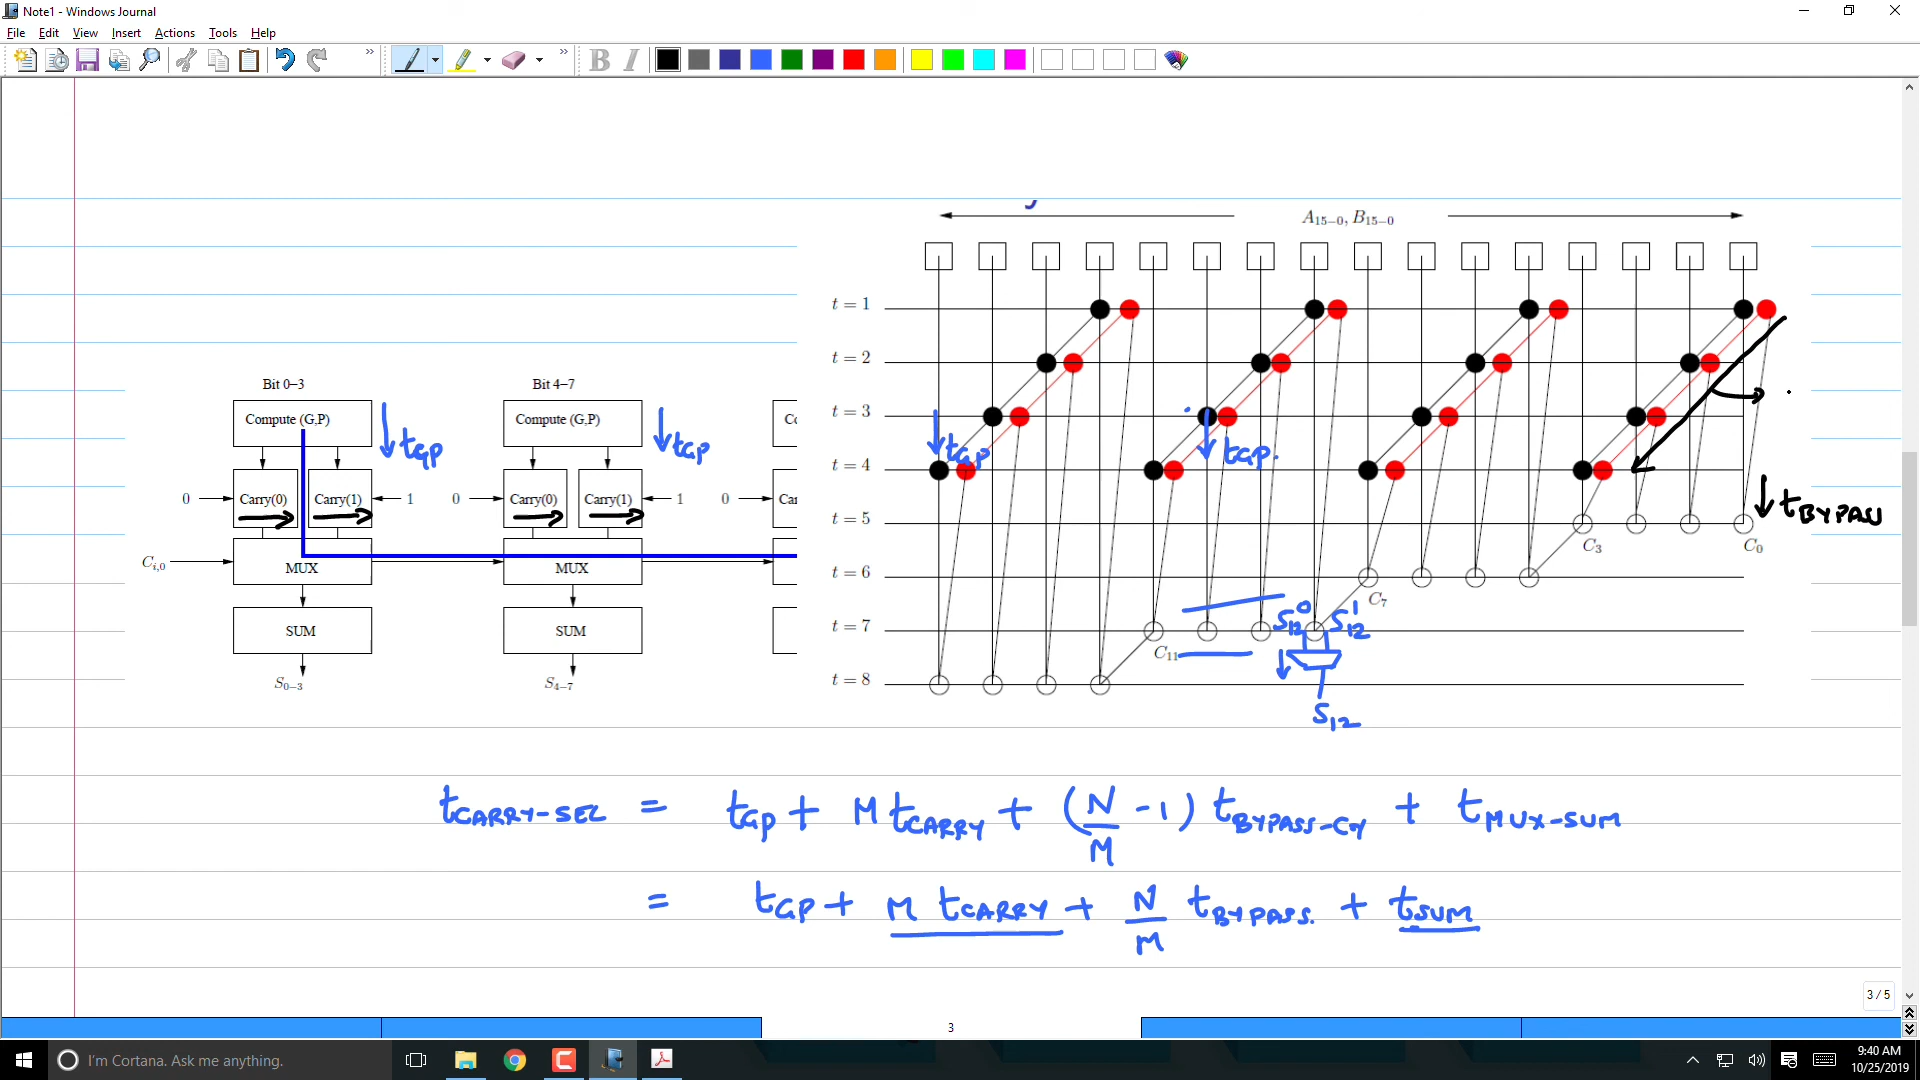 Note1 - Windows Journal
File Edit View Insert Actions Tools Help
B I
A15−0, B15−0
t = 1
t = 2
t = 3
t = 4
t = 5
t = 6
t = 7
t = 8
Bit 0−3 Bit 4−7
Compute (G,P) Compute (G,P)
tGP tGP
tGP tGP.
0 Carry(0) Carry(1) 1 0 Carry(0) Carry(1) 1 0
tBYPASS
C3 C0
Ci,0 MUX MUX
C7
S12^0 S12^1
SUM SUM
C11
S0−3 S4−7
S12
tCARRY-SEL = tGP + M tCARRY + (N/M - 1) tBYPASS-CY + tMUX-SUM
= tGP + M tCARRY + N/M tBYPASS. + tSUM
3 / 5
3
I'm Cortana. Ask me anything.
9:40 AM
10/25/2019